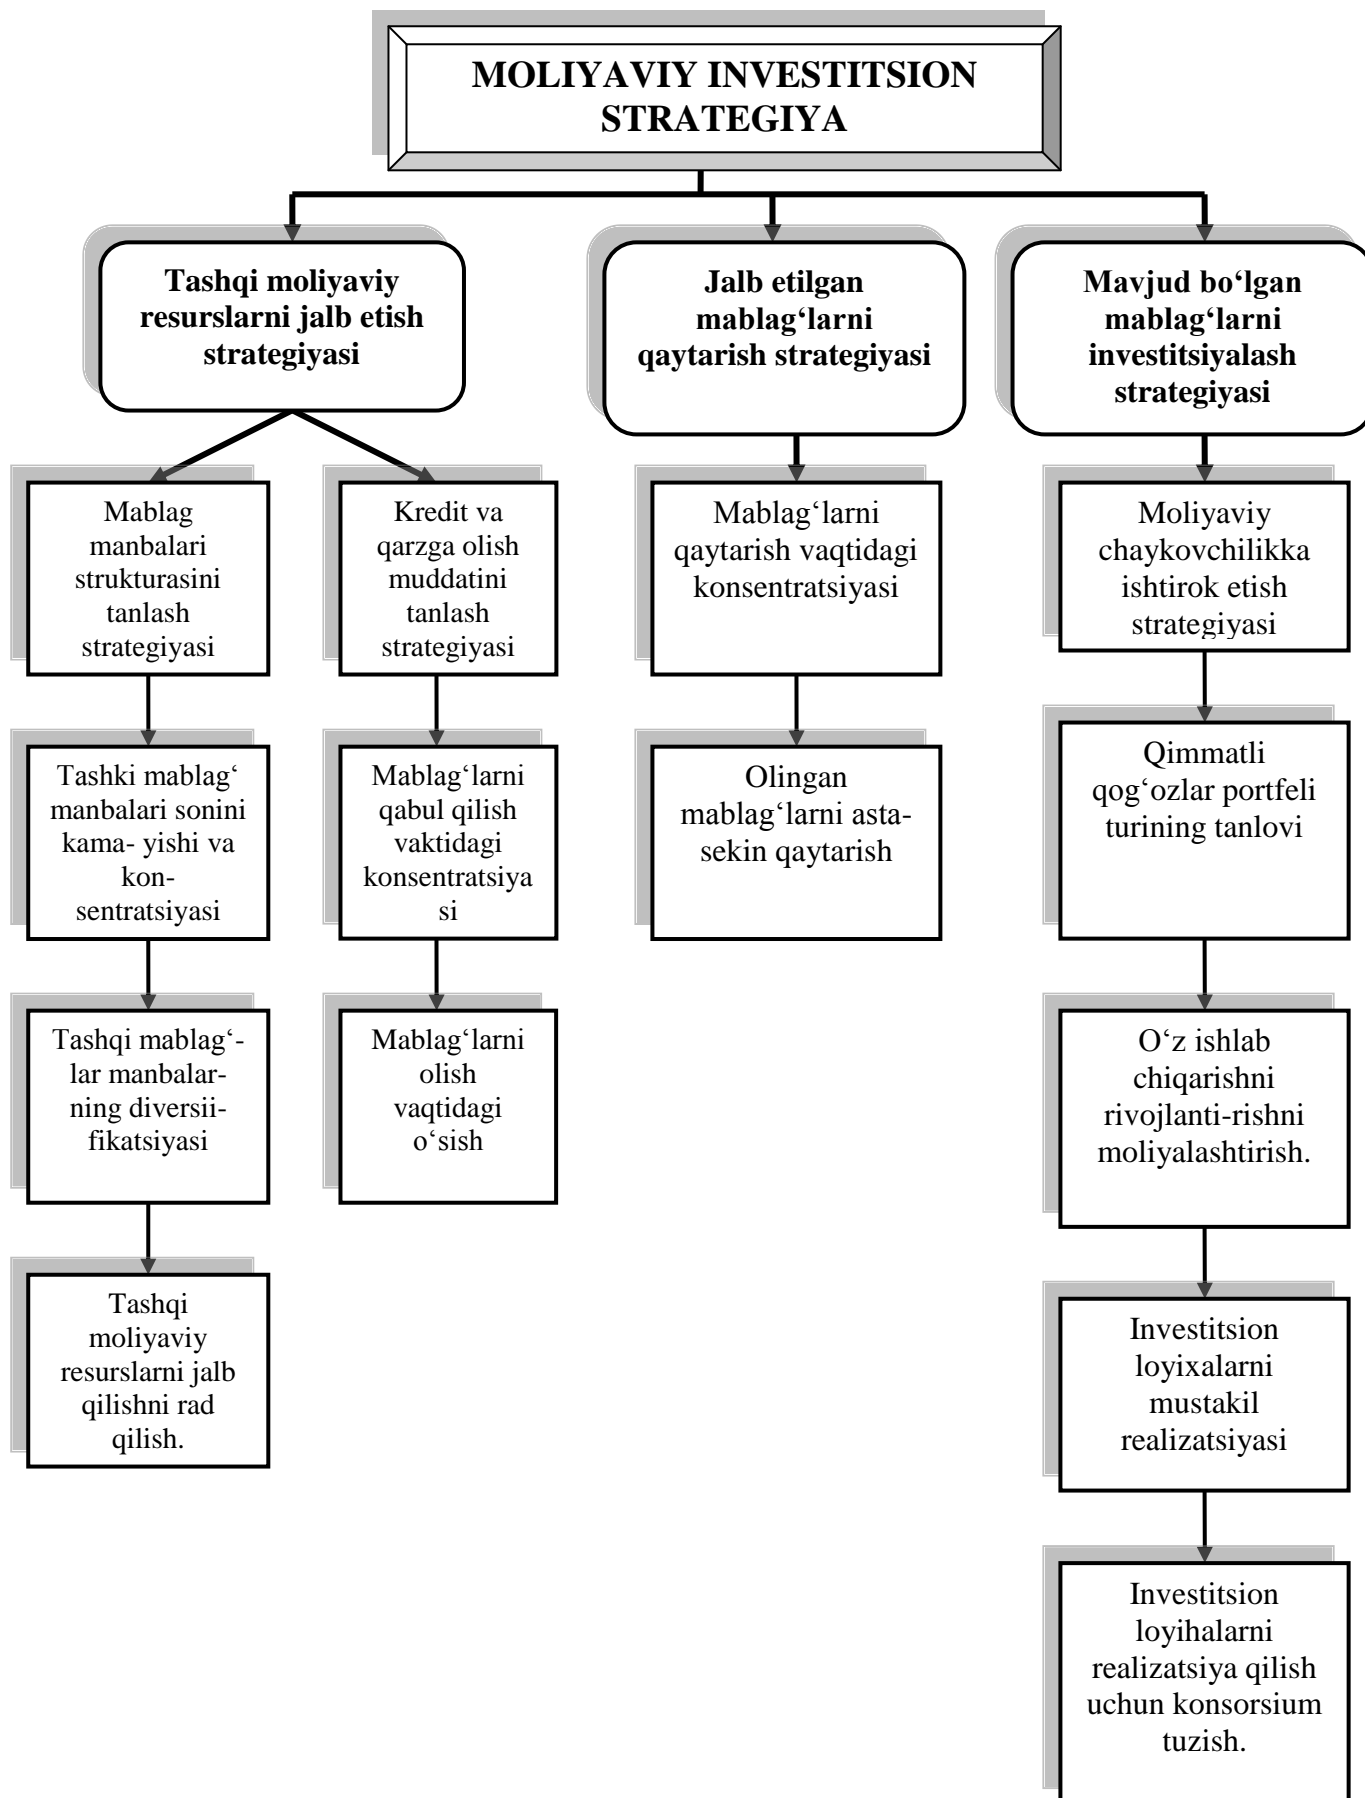 MOLIYAVIY INVESTITSION
STRATEGIYA
Tashqi moliyaviy
resurslarni jalb etish
strategiyasi
Jalb etilgan
mablag‘larni
qaytarish strategiyasi
Mavjud bo‘lgan
mablag‘larni
investitsiyalash
strategiyasi
Mablag
manbalari
strukturasini
tanlash
strategiyasi
Kredit va
qarzga olish
muddatini
tanlash
strategiyasi
Mablag‘larni
qaytarish vaqtidagi
konsentratsiyasi
Moliyaviy
chaykovchilikka
ishtirok etish
strategiyasi
Tashki mablag‘
manbalari sonini
kama- yishi va
kon-
sentratsiyasi
Mablag‘larni
qabul qilish
vaktidagi
konsentratsiya
si
Olingan
mablag‘larni asta-
sekin qaytarish
Qimmatli
qog‘ozlar portfeli
turining tanlovi
Tashqi mablag‘-
lar manbalar-
ning diversii-
fikatsiyasi
Mablag‘larni
olish
vaqtidagi
o‘sish
O‘z ishlab
chiqarishni
rivojlanti-rishni
moliyalashtirish.
Tashqi
moliyaviy
resurslarni jalb
qilishni rad
qilish.
Investitsion
loyixalarni
mustakil
realizatsiyasi
Investitsion
loyihalarni
realizatsiya qilish
uchun konsorsium
tuzish.